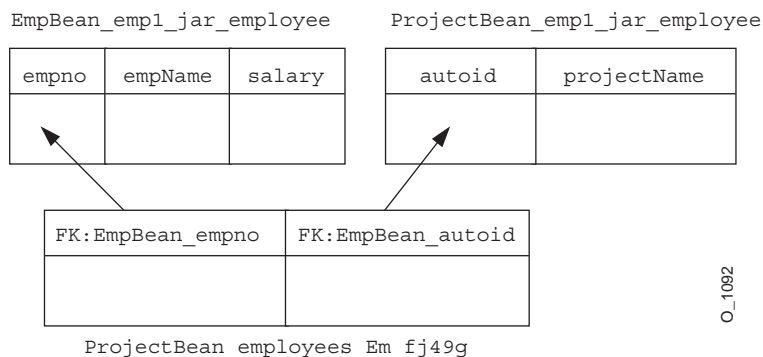 EmpBean_emp1_jar_employee
ProjectBean_emp1_jar_employee
empno empName salary
autoid projectName
FK:EmpBean_empno FK:EmpBean_autoid
ProjectBean employees Em fj49g
O_1092